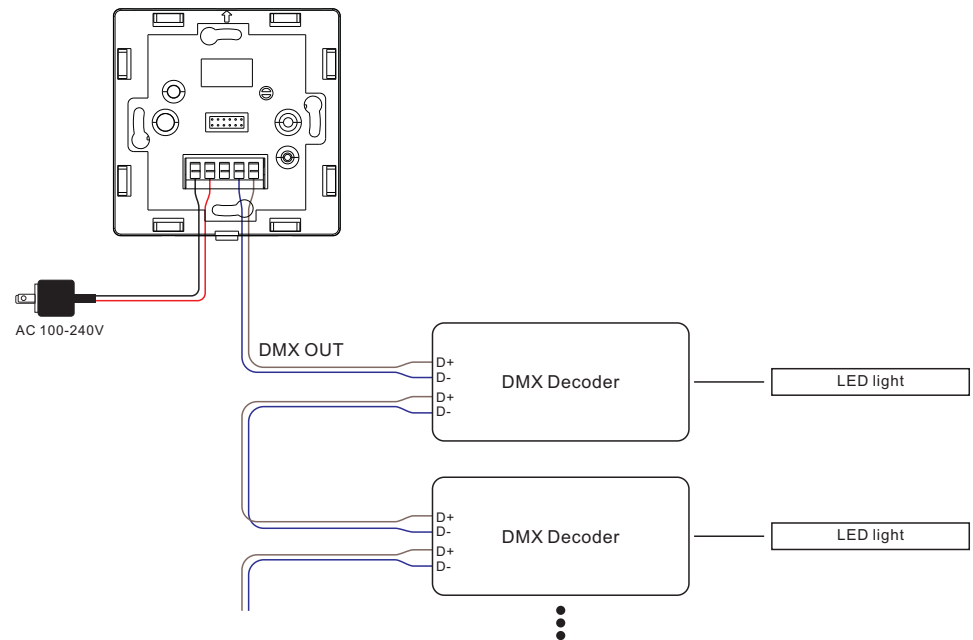 AC 100-240V
DMX OUT
D+
D-
D+
D-
DMX Decoder
LED light
D+
D-
D+
D-
DMX Decoder
LED light